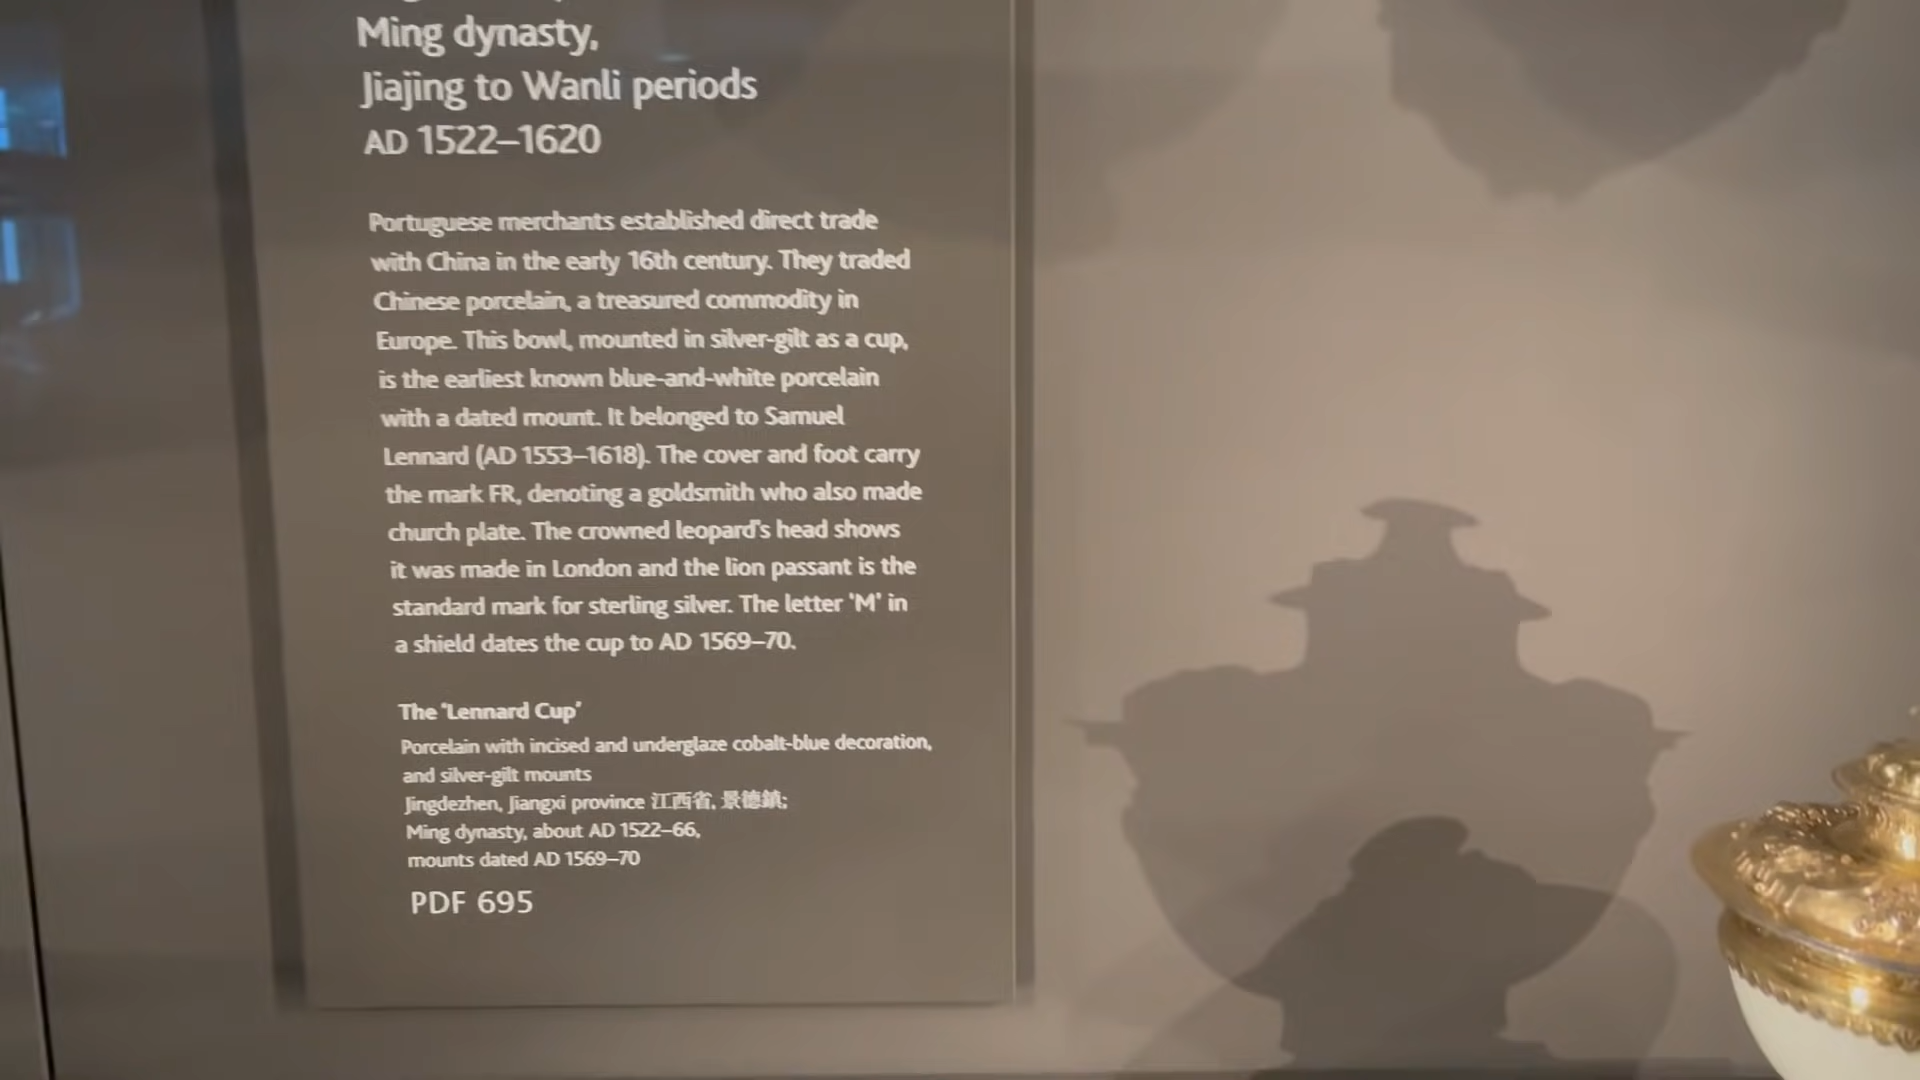 Ming dynasty,
Jiajing to Wanli periods
AD 1522–1620
Portuguese merchants established direct trade
with China in the early 16th century. They traded
Chinese porcelain, a treasured commodity in
Europe. This bowl, mounted in silver-gilt as a cup,
is the earliest known blue-and-white porcelain
with a dated mount. It belonged to Samuel
Lennard (AD 1553–1618). The cover and foot carry
the mark FR, denoting a goldsmith who also made
church plate. The crowned leopard's head shows
it was made in London and the lion passant is the
standard mark for sterling silver. The letter 'M' in
a shield dates the cup to AD 1569–70.
The 'Lennard Cup'
Porcelain with incised and underglaze cobalt-blue decoration,
and silver-gilt mounts
Jingdezhen, Jiangxi province 江西省, 景德鎮;
Ming dynasty, about AD 1522–66,
mounts dated AD 1569–70
PDF 695